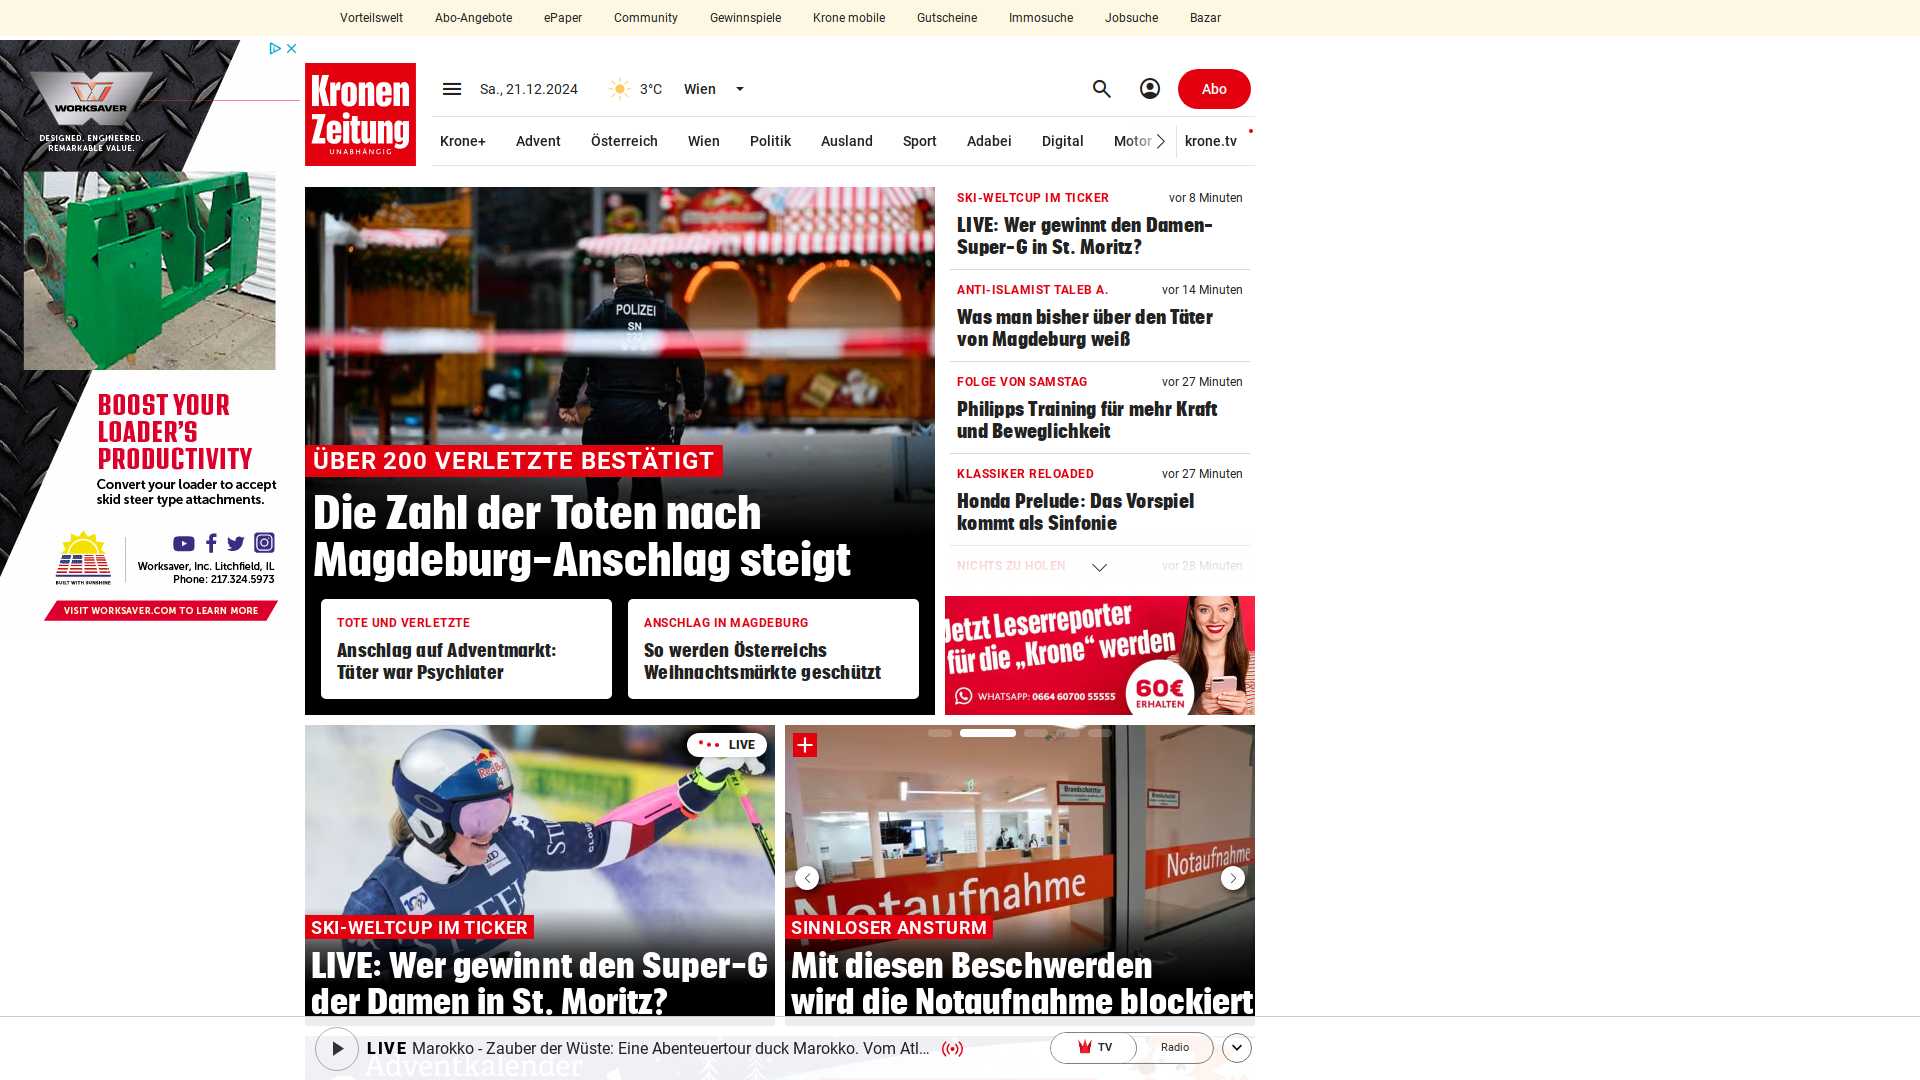 Vorteilswelt
Abo-Angebote
ePaper
Community
Gewinnspiele
Krone mobile
Gutscheine
Immosuche
Jobsuche
Bazar
WORKSAVER
DESIGNED. ENGINEERED.
REMARKABLE VALUE.
BOOST YOUR
LOADER'S
PRODUCTIVITY
Convert your loader to accept
skid steer type attachments.
BUILT WITH SUNSHINE
Worksaver, Inc. Litchfield, IL
Phone: 217.324.5973
VISIT WORKSAVER.COM TO LEARN MORE
Kronen
Zeitung
UNABHÄNGIG
Sa., 21.12.2024
3°C
Wien
Abo
Krone+
Advent
Österreich
Wien
Politik
Ausland
Sport
Adabei
Digital
Motor
krone.tv
POLIZEI
SN
ÜBER 200 VERLETZTE BESTÄTIGT
Die Zahl der Toten nach
Magdeburg-Anschlag steigt
TOTE UND VERLETZTE
Anschlag auf Adventmarkt:
Täter war Psychiater
ANSCHLAG IN MAGDEBURG
So werden Österreichs
Weihnachtsmärkte geschützt
SKI-WELTCUP IM TICKER
vor 8 Minuten
LIVE: Wer gewinnt den Damen-
Super-G in St. Moritz?
ANTI-ISLAMIST TALEB A.
vor 14 Minuten
Was man bisher über den Täter
von Magdeburg weiß
FOLGE VON SAMSTAG
vor 27 Minuten
Philipps Training für mehr Kraft
und Beweglichkeit
KLASSIKER RELOADED
vor 27 Minuten
Honda Prelude: Das Vorspiel
kommt als Sinfonie
NICHTS ZU HOLEN
vor 28 Minuten
Jetzt Leserreporter
für die „Krone“ werden
WHATSAPP: 0664 60700 55555
60€
ERHALTEN
LIVE
Red Bull
STIFEL
SKI-WELTCUP IM TICKER
LIVE: Wer gewinnt den Super-G
der Damen in St. Moritz?
Brandschutztür
Notaufnahme
Notaufnahme
SINNLOSER ANSTURM
Mit diesen Beschwerden
wird die Notaufnahme blockiert
LIVE Marokko - Zauber der Wüste: Eine Abenteuertour duck Marokko. Vom Atl...
TV
Radio
Adventkalender